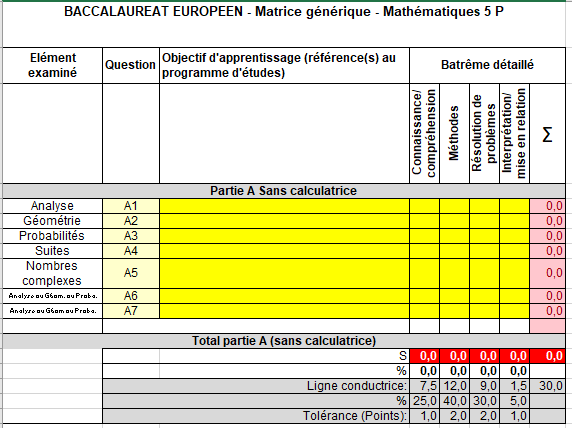 BACCALAUREAT EUROPEEN - Matrice générique - Mathématiques 5 P
Elément examiné Question Objectif d'apprentissage (référence(s) au programme d'études) Batrême détaillé
Connaissance/ compréhension Méthodes Résolution de problèmes Interprétation/ mise en relation Σ
Partie A Sans calculatrice
Analyse A1 0,0
Géométrie A2 0,0
Probabilités A3 0,0
Suites A4 0,0
Nombres complexes A5 0,0
Analyse ou Géom. ou Proba. A6 0,0
Analyse ou Géom ou Proba. A7 0,0
Total partie A (sans calculatrice)
S 0,0 0,0 0,0 0,0 0,0
% 0,0 0,0 0,0 0,0
Ligne conductrice: 7,5 12,0 9,0 1,5 30,0
% 25,0 40,0 30,0 5,0
Tolérance (Points): 1,0 2,0 2,0 1,0